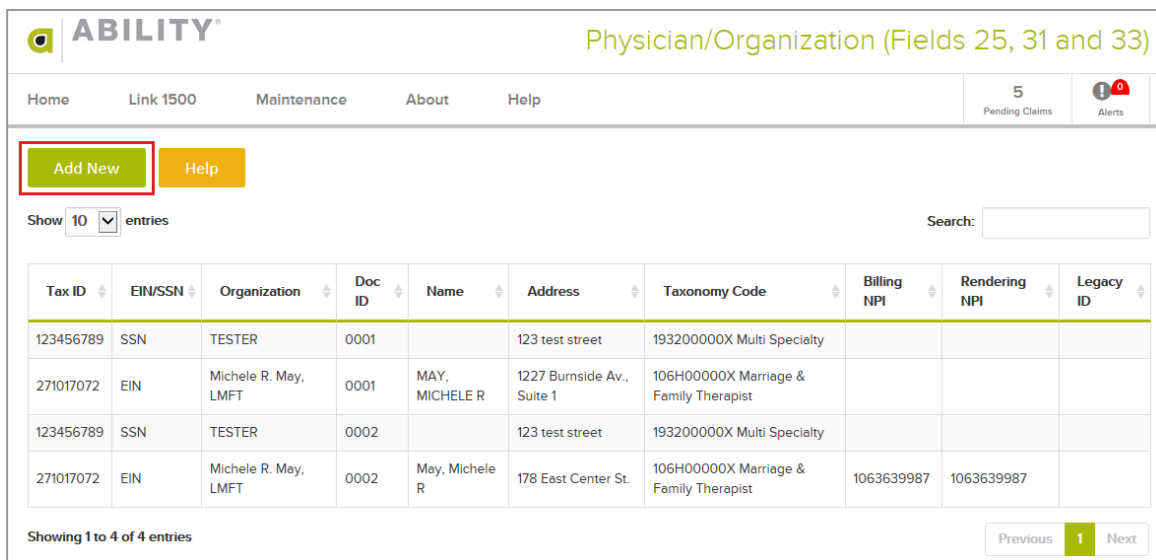 a ABILITY®
Physician/Organization (Fields 25, 31 and 33)
Home Link 1500 Maintenance About Help 5 Pending Claims 0 Alerts
Add New Help
Show 10 entries Search:
Tax ID EIN/SSN Organization Doc ID Name Address Taxonomy Code Billing NPI Rendering NPI Legacy ID
123456789 SSN TESTER 0001 123 test street 193200000X Multi Specialty
271017072 EIN Michele R. May, LMFT 0001 MAY, MICHELE R 1227 Burnside Av., Suite 1 106H00000X Marriage & Family Therapist
123456789 SSN TESTER 0002 123 test street 193200000X Multi Specialty
271017072 EIN Michele R. May, LMFT 0002 May, Michele R 178 East Center St. 106H00000X Marriage & Family Therapist 1063639987 1063639987
Showing 1 to 4 of 4 entries Previous 1 Next